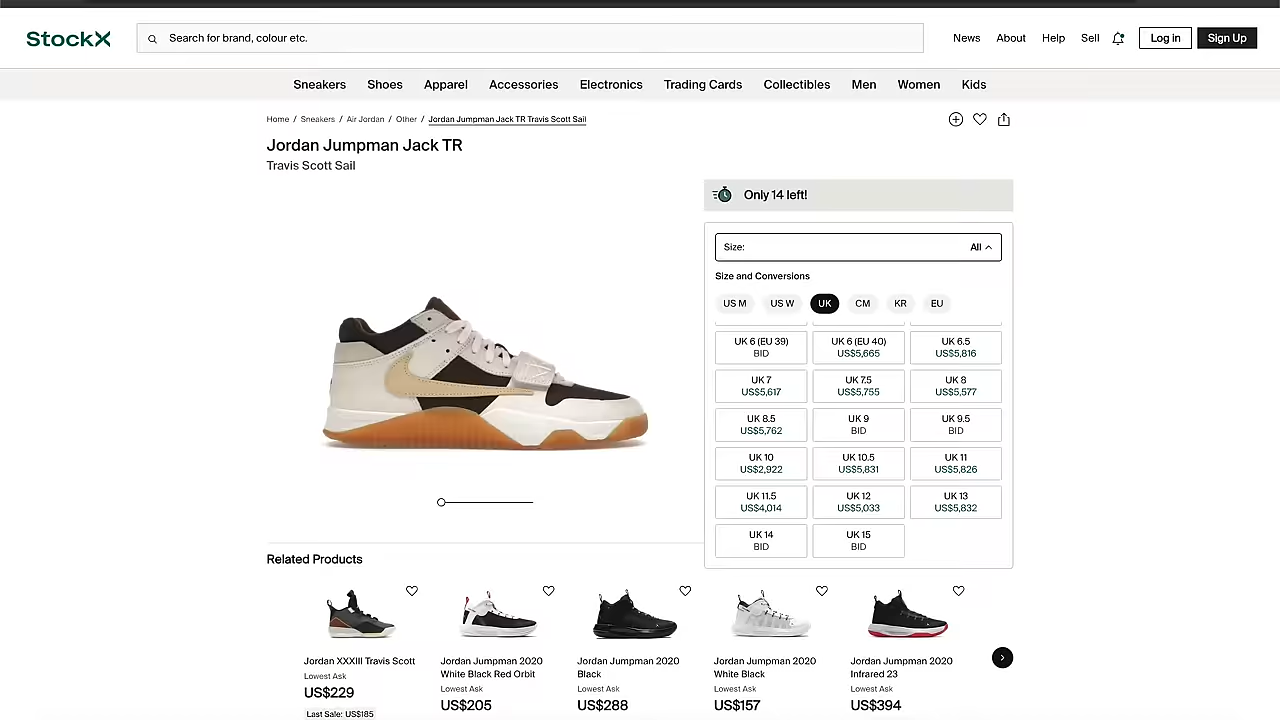 StockX
Search for brand, colour etc.
News About Help Sell Log in Sign Up
Sneakers Shoes Apparel Accessories Electronics Trading Cards Collectibles Men Women Kids
Home / Sneakers / Air Jordan / Other / Jordan Jumpman Jack TR Travis Scott Sail
Jordan Jumpman Jack TR
Travis Scott Sail
Only 14 left!
Size: All
Size and Conversions
US M US W UK CM KR EU
UK 6 (EU 39) UK 6 (EU 40) UK 6.5
BID US$5,665 US$5,816
UK 7 UK 7.5 UK 8
US$5,617 US$5,755 US$5,577
UK 8.5 UK 9 UK 9.5
US$5,762 BID BID
UK 10 UK 10.5 UK 11
US$2,922 US$5,831 US$5,826
UK 11.5 UK 12 UK 13
US$4,014 US$5,033 US$5,832
UK 14 UK 15
BID BID
Related Products
Jordan XXXIII Travis Scott
Lowest Ask
US$229
Last Sale: US$185
Jordan Jumpman 2020
White Black Red Orbit
Lowest Ask
US$205
Jordan Jumpman 2020
Black
Lowest Ask
US$288
Jordan Jumpman 2020
White Black
Lowest Ask
US$157
Jordan Jumpman 2020
Infrared 23
Lowest Ask
US$394